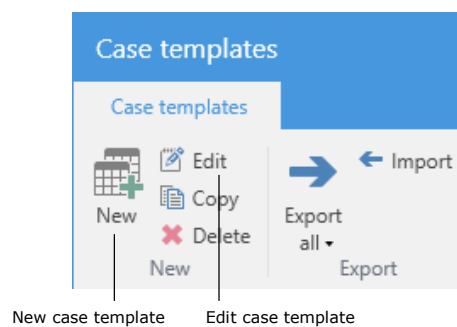 Case templates
Case templates
New
Edit
Copy
Delete
New
Export
all
Import
Export
New case template
Edit case template